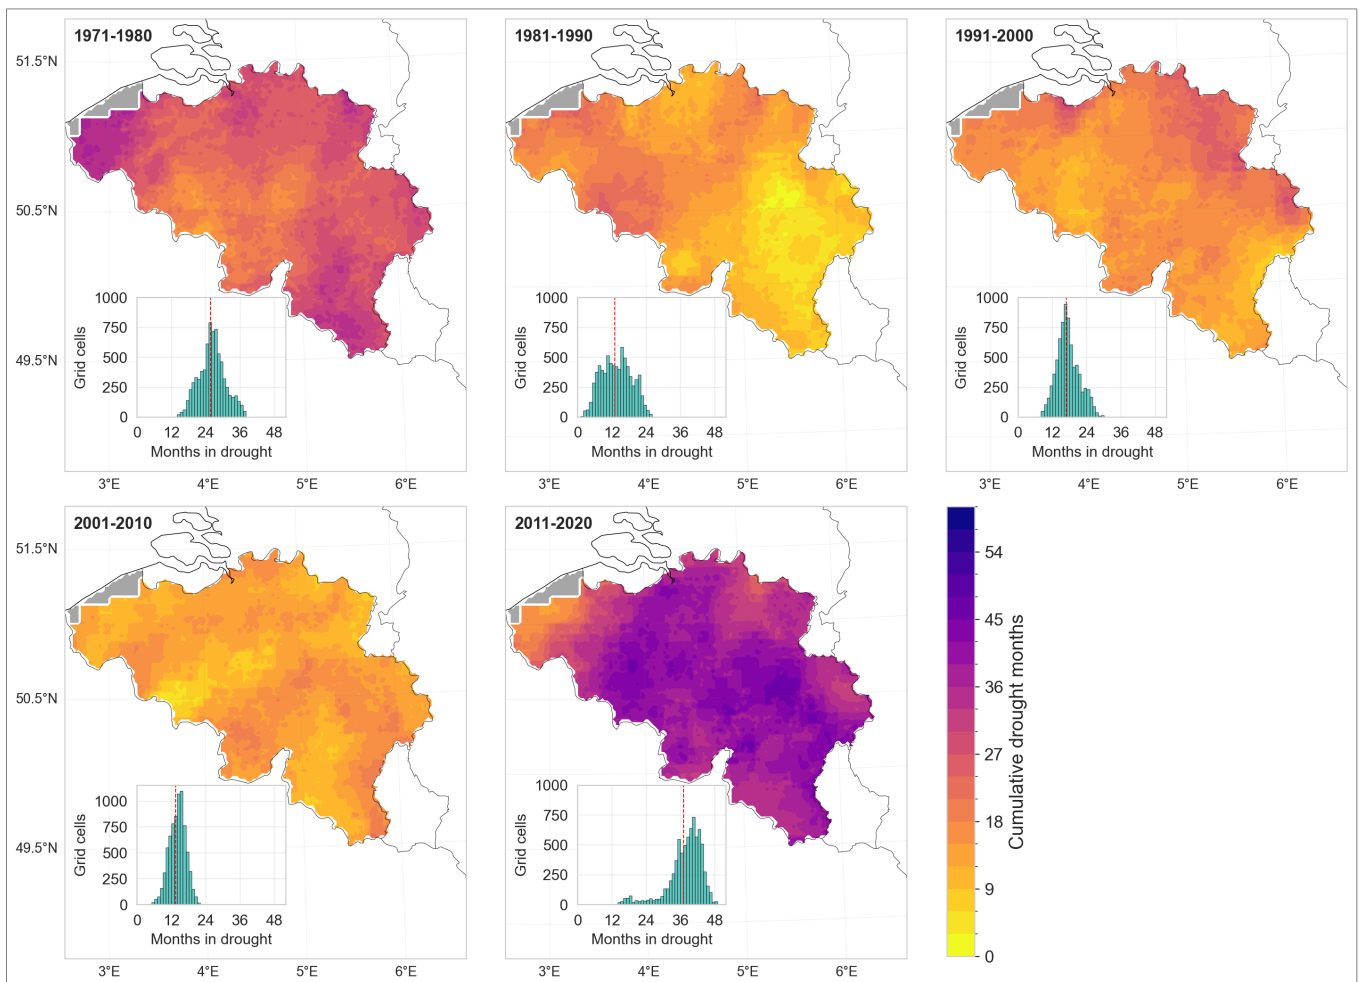 1971-1980
1981-1990
1991-2000
51.5°N
50.5°N
49.5°N
1000
750
500
250
0
Grid cells
0 12 24 36 48
Months in drought
1000
750
500
250
0
Grid cells
0 12 24 36 48
Months in drought
1000
750
500
250
0
Grid cells
0 12 24 36 48
Months in drought
3°E 4°E 5°E 6°E
3°E 4°E 5°E 6°E
3°E 4°E 5°E 6°E
2001-2010
2011-2020
51.5°N
50.5°N
49.5°N
1000
750
500
250
0
Grid cells
0 12 24 36 48
Months in drought
1000
750
500
250
0
Grid cells
0 12 24 36 48
Months in drought
3°E 4°E 5°E 6°E
3°E 4°E 5°E 6°E
54
45
36
27
18
9
0
Cumulative drought months